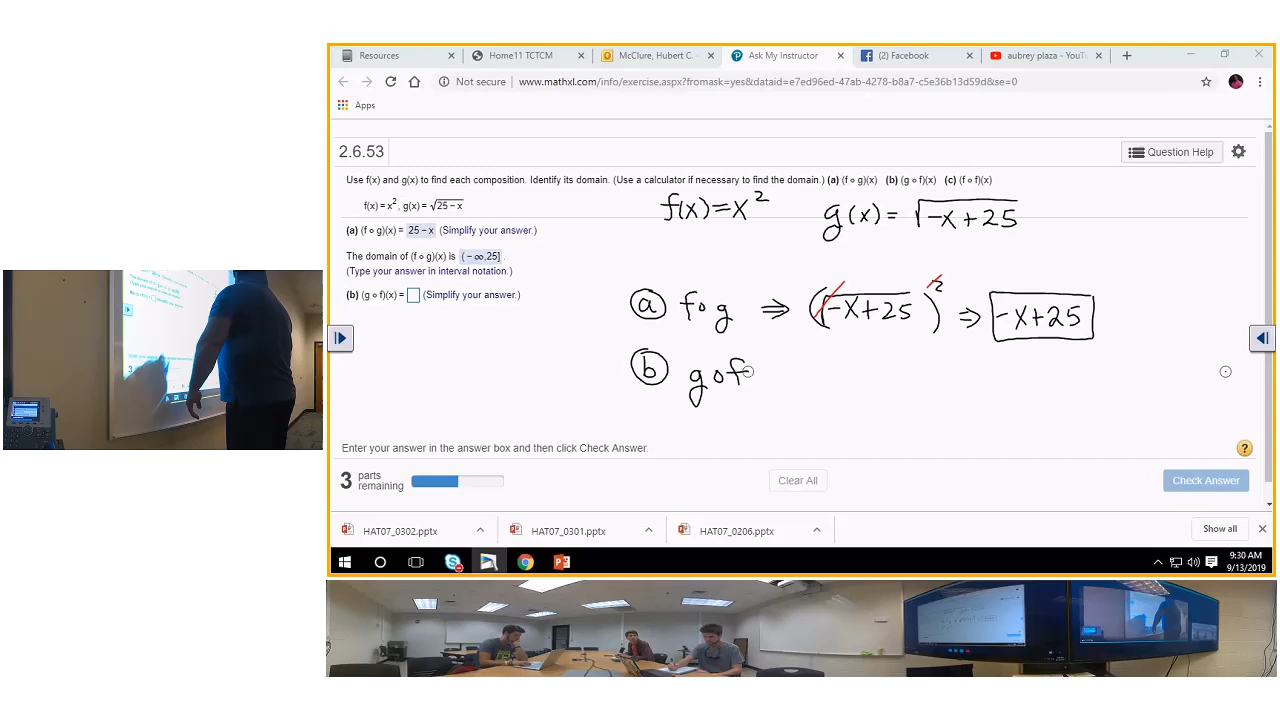 Resources
Home11 TCTCM
McClure, Hubert C. -
Ask My Instructor
(2) Facebook
aubrey plaza - YouTu
Not secure | www.mathxl.com/info/exercise.aspx?fromask=yes&dataid=e7ed96ed-47ab-4278-b8a7-c5e36b13d59d&se=0
Apps
2.6.53
Question Help
Use f(x) and g(x) to find each composition. Identify its domain. (Use a calculator if necessary to find the domain.) (a) (f ∘ g)(x) (b) (g ∘ f)(x) (c) (f ∘ f)(x)
f(x) = x², g(x) = √(25 − x)
f(x) = x² g(x) = √(-x+25)
(a) (f ∘ g)(x) = 25 − x (Simplify your answer.)
The domain of (f ∘ g)(x) is (− ∞,25].
(Type your answer in interval notation.)
(b) (g ∘ f)(x) = (Simplify your answer.)
a f∘g ⇒ (√(-x+25))² ⇒ -x+25
b g∘f
Enter your answer in the answer box and then click Check Answer.
3 parts remaining
Clear All
Check Answer
HAT07_0302.pptx
HAT07_0301.pptx
HAT07_0206.pptx
Show all
9:30 AM
9/13/2019